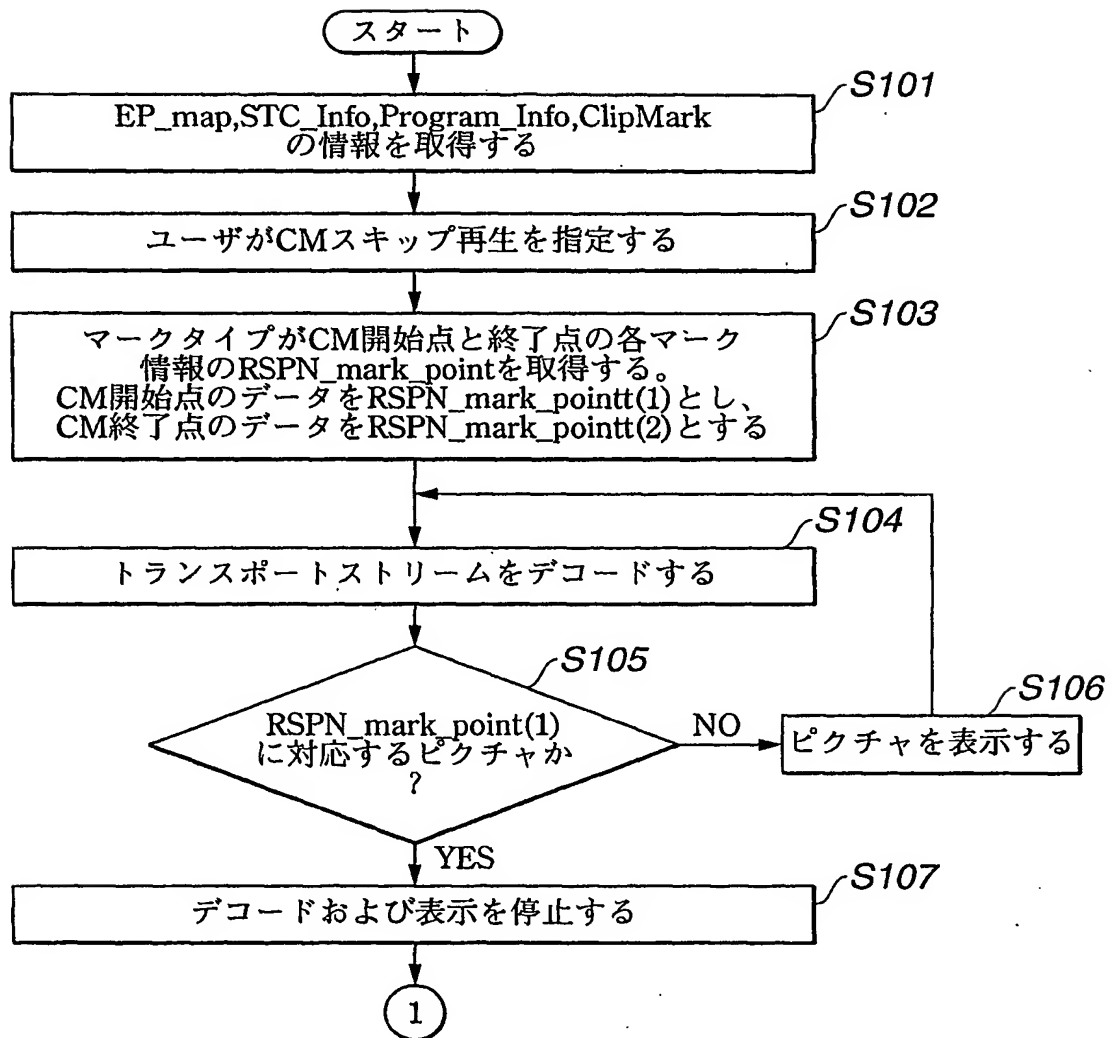 スタート
S101
EP_map,STC_Info,Program_Info,ClipMark
の情報を取得する
S102
ユーザがCMスキップ再生を指定する
S103
マークタイプがCM開始点と終了点の各マーク
情報のRSPN_mark_pointを取得する。
CM開始点のデータをRSPN_mark_pointt(1)とし、
CM終了点のデータをRSPN_mark_pointt(2)とする
S104
トランスポートストリームをデコードする
S105
RSPN_mark_point(1)
に対応するピクチャか
?
NO
S106
ピクチャを表示する
YES
S107
デコードおよび表示を停止する
1